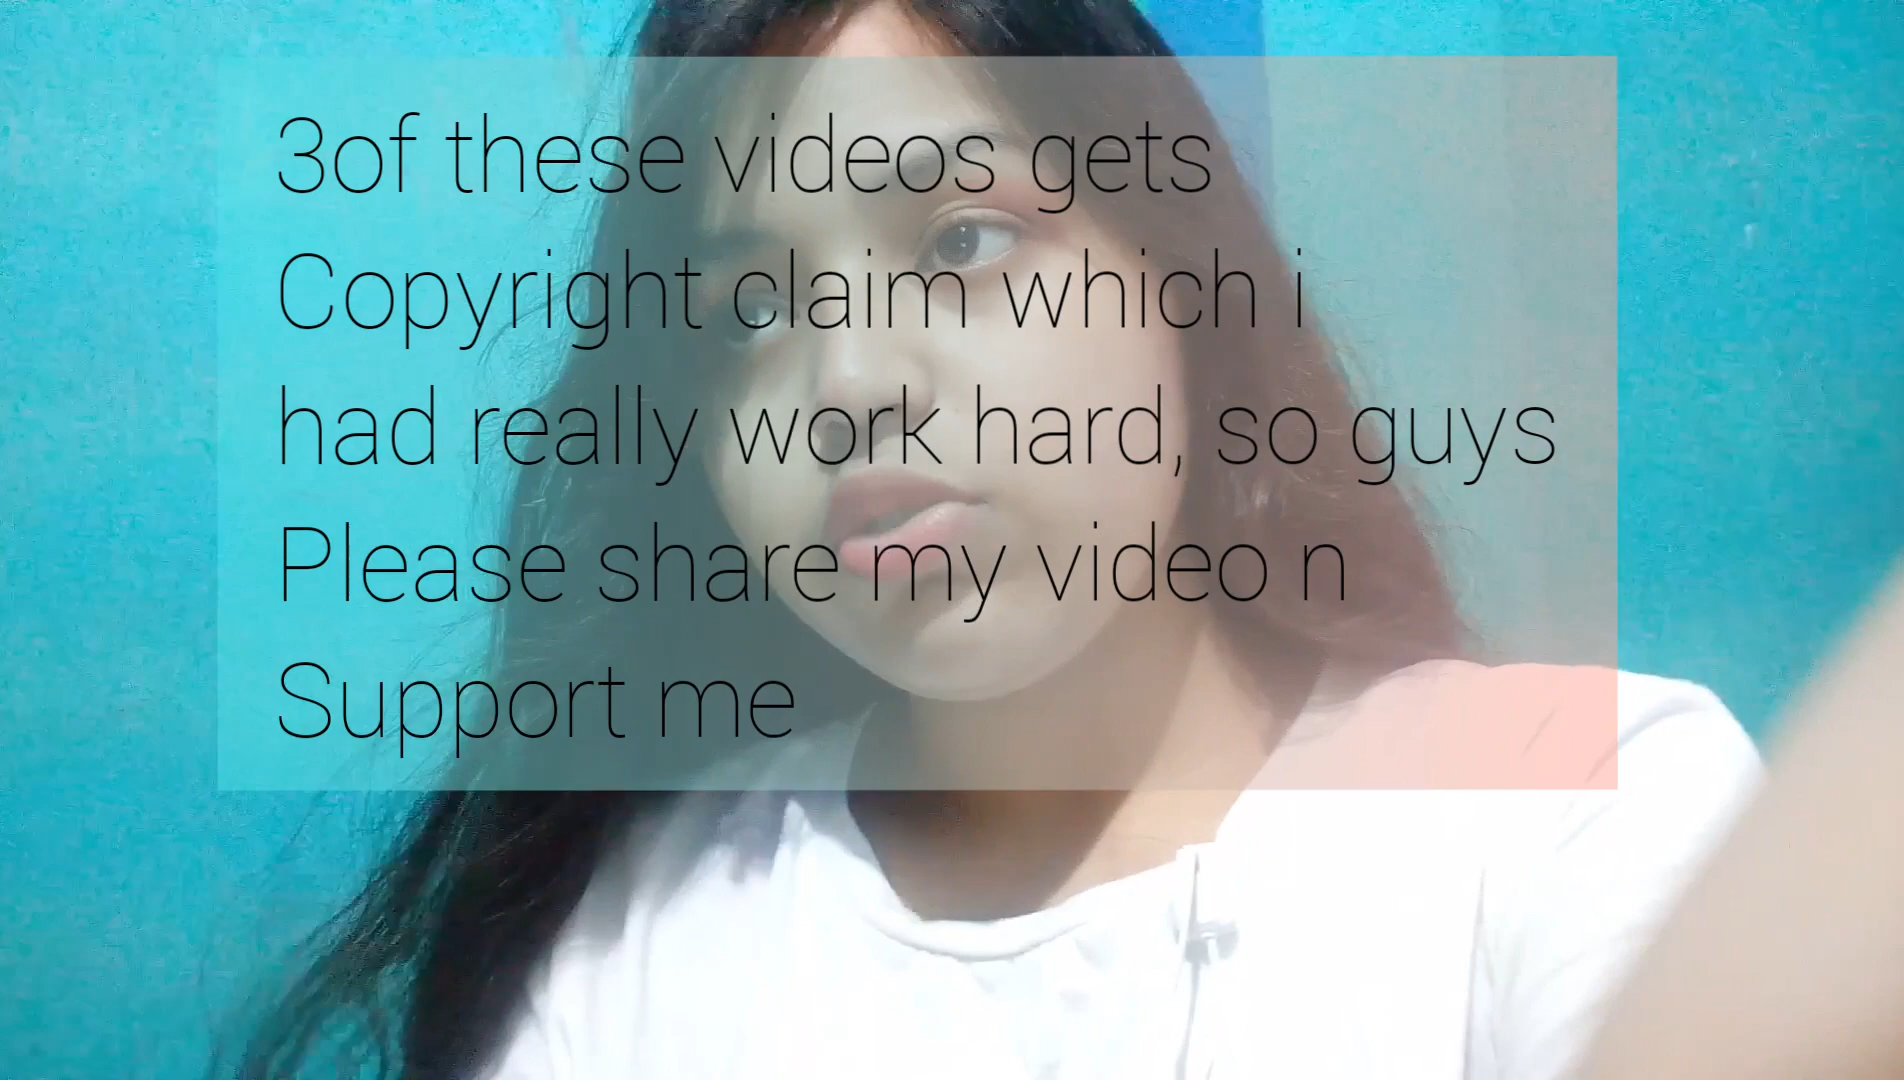 3of these videos gets
Copyright claim which i
had really work hard, so guys
Please share my video n
Support me